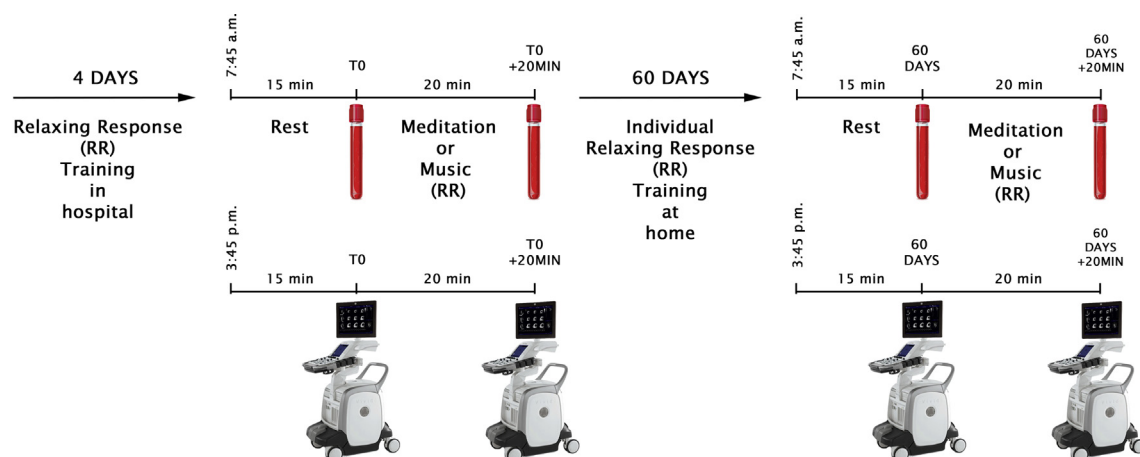 4 DAYS
Relaxing Response
(RR)
Training
in
hospital
7:45 a.m.
15 min
T0
20 min
T0
+20MIN
Rest
Meditation
or
Music
(RR)
3:45 p.m.
15 min
T0
20 min
T0
+20MIN
60 DAYS
Individual
Relaxing Response
(RR)
Training
at
home
7:45 a.m.
15 min
60
DAYS
20 min
60
DAYS
+20MIN
Rest
Meditation
or
Music
(RR)
3:45 p.m.
15 min
60
DAYS
20 min
60
DAYS
+20MIN